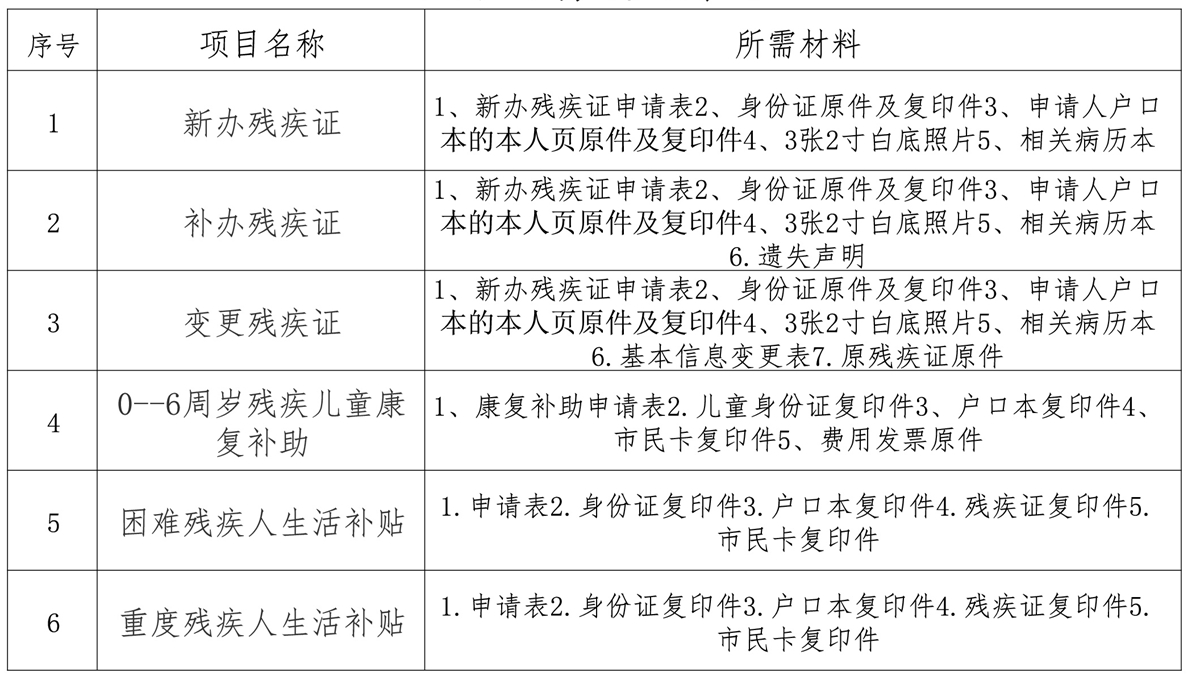 序号
项目名称
所需材料
1
新办残疾证
1、新办残疾证申请表2、身份证原件及复印件3、申请人户口
本的本人页原件及复印件4、3张2寸白底照片5、相关病历本
2
补办残疾证
1、新办残疾证申请表2、身份证原件及复印件3、申请人户口
本的本人页原件及复印件4、3张2寸白底照片5、相关病历本
6.遗失声明
3
变更残疾证
1、新办残疾证申请表2、身份证原件及复印件3、申请人户口
本的本人页原件及复印件4、3张2寸白底照片5、相关病历本
6.基本信息变更表7.原残疾证原件
4
0--6周岁残疾儿童康
复补助
1、康复补助申请表2.儿童身份证复印件3、户口本复印件4、
市民卡复印件5、费用发票原件
5
困难残疾人生活补贴
1.申请表2.身份证复印件3.户口本复印件4.残疾证复印件5.
市民卡复印件
6
重度残疾人生活补贴
1.申请表2.身份证复印件3.户口本复印件4.残疾证复印件5.
市民卡复印件